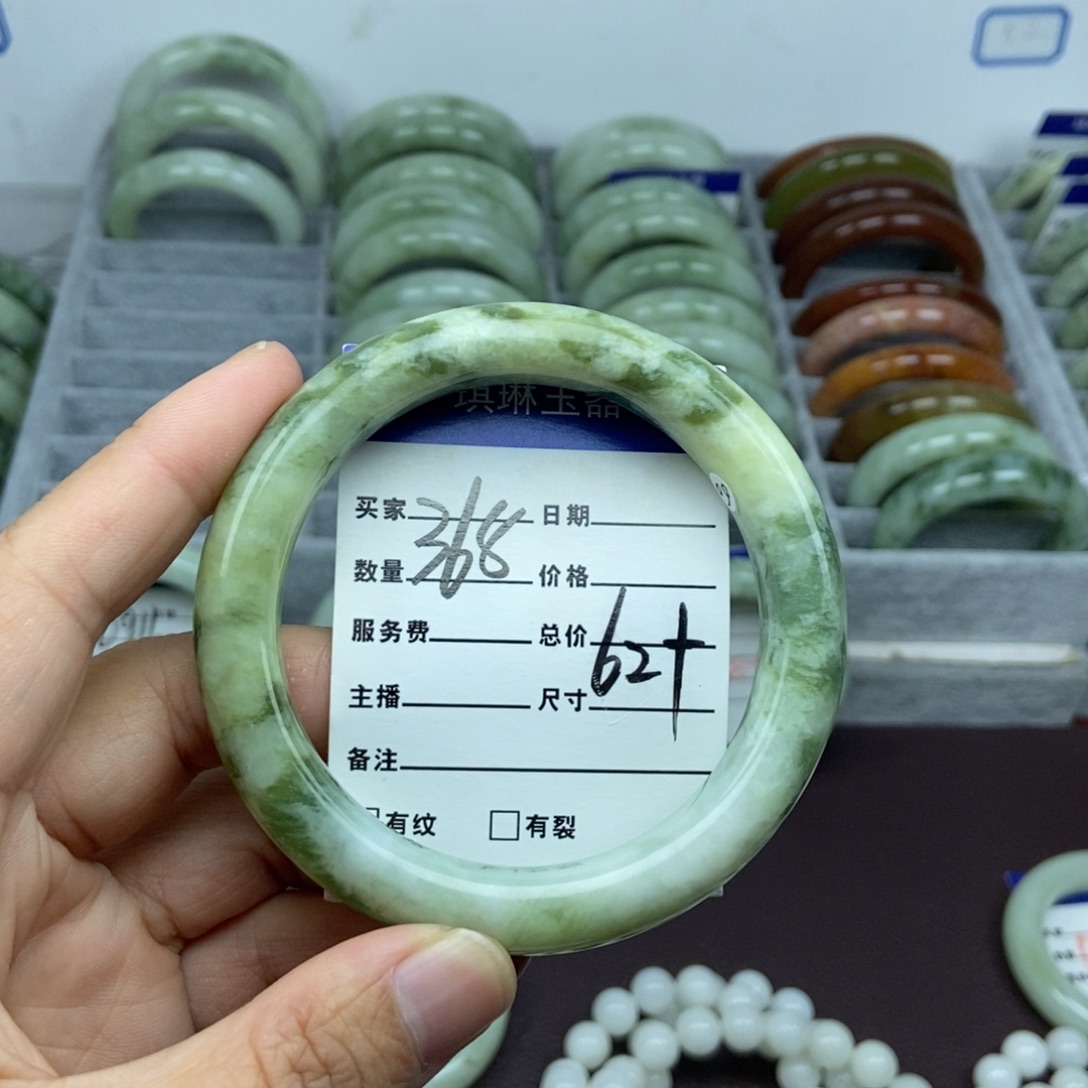 琪琳玉器
买家 368 日期
数量 价格
服务费 总价
主播 尺寸 62+
备注
有纹 □有裂